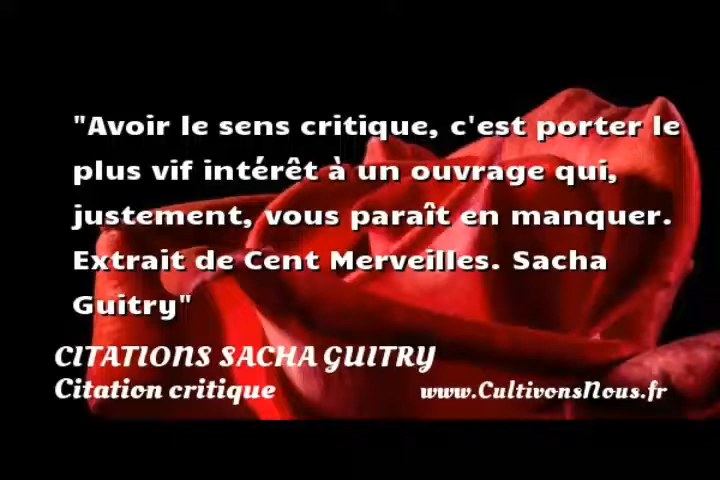 "Avoir le sens critique, c'est porter le
plus vif intérêt à un ouvrage qui,
justement, vous paraît en manquer.
Extrait de Cent Merveilles. Sacha
Guitry"
CITATIONS SACHA GUITRY
Citation critique www.CultivonsNous.fr